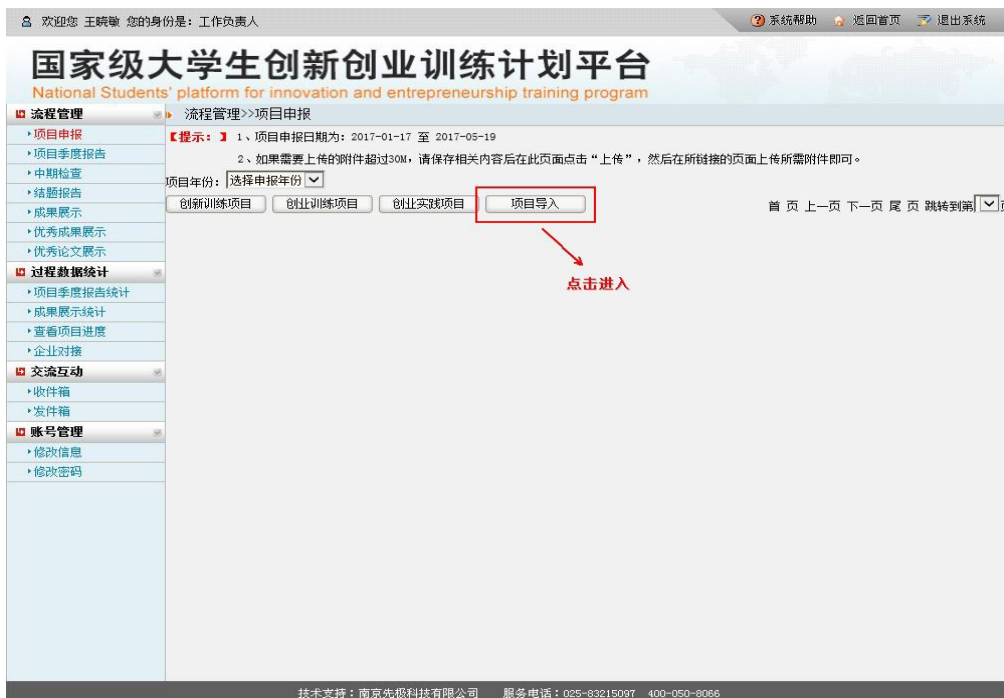 欢迎您 王晓敏 您的身份是：工作负责人
系统帮助 返回首页 退出系统
国家级大学生创新创业训练计划平台
National Students' platform for innovation and entrepreneurship training program
流程管理
项目申报
项目季度报告
中期检查
结题报告
成果展示
优秀成果展示
优秀论文展示
过程数据统计
项目季度报告统计
成果展示统计
查看项目进度
企业对接
交流互动
收件箱
发件箱
账号管理
修改信息
修改密码
流程管理>>项目申报
【提示：】1、项目申报日期为：2017-01-17 至 2017-05-19
2、如果需要上传的附件超过30M，请保存相关内容后在此页面点击“上传”，然后在所链接的页面上传所需附件即可。
项目年份：选择申报年份
创新训练项目 创业训练项目 创业实践项目 项目导入
首 页 上一页 下一页 尾 页 跳转到第
点击进入
技术支持：南京先极科技有限公司 服务电话：025-83215097 400-050-8066